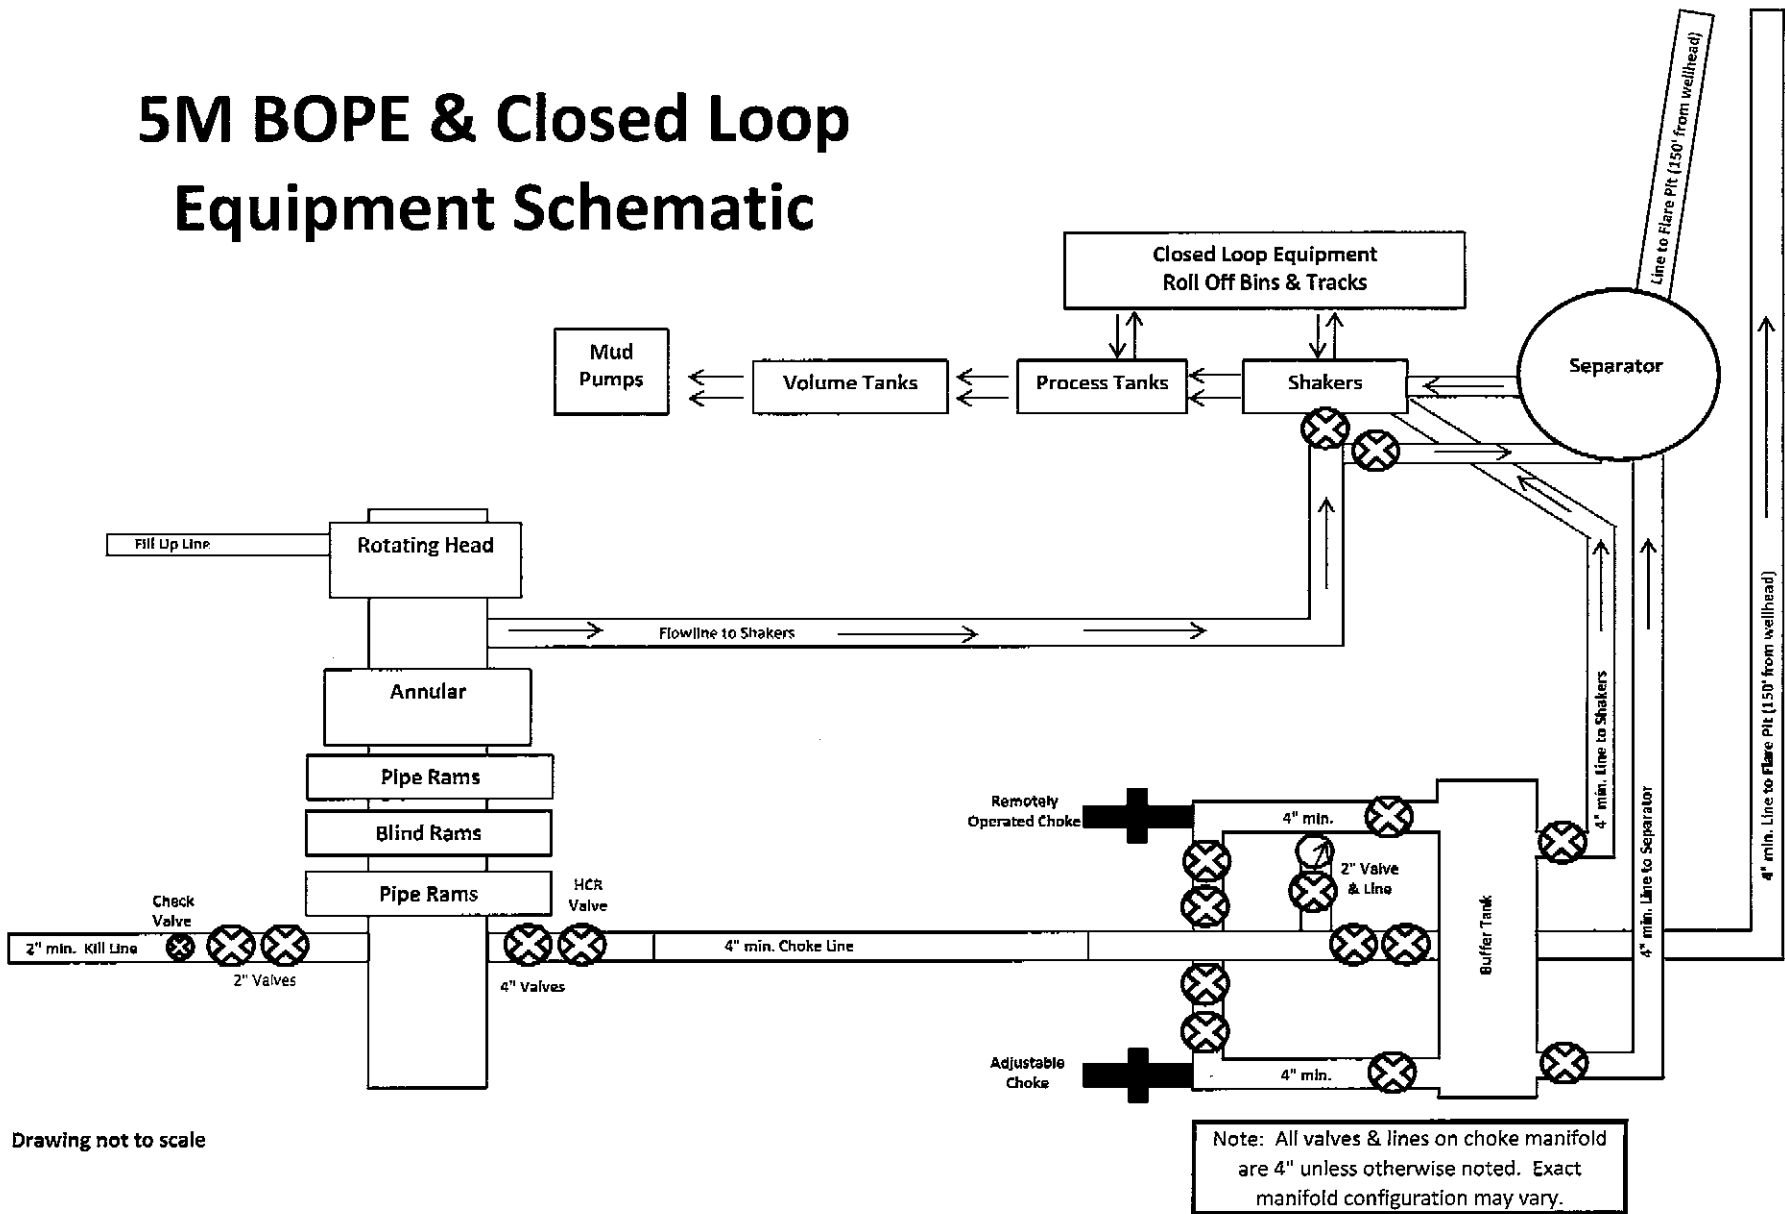 5M BOPE & Closed Loop
Equipment Schematic
Line to Flare Pit (150' from wellhead)
Closed Loop Equipment
Roll Off Bins & Tracks
Mud
Pumps
Volume Tanks
Process Tanks
Shakers
Separator
Fill Up Line
Rotating Head
Flowline to Shakers
Annular
Pipe Rams
Blind Rams
Pipe Rams
Check
Valve
HCR
Valve
2" min. Kill Line
2" Valves
4" Valves
4" min. Choke Line
Remotely
Operated Choke
4" min.
2" Valve
& Line
Buffer Tank
Adjustable
Choke
4" min.
4" min. Line to Shakers
4" min. Line to Separator
4" min. Line to Flare Pit (150' from wellhead)
Drawing not to scale
Note: All valves & lines on choke manifold
are 4" unless otherwise noted. Exact
manifold configuration may vary.